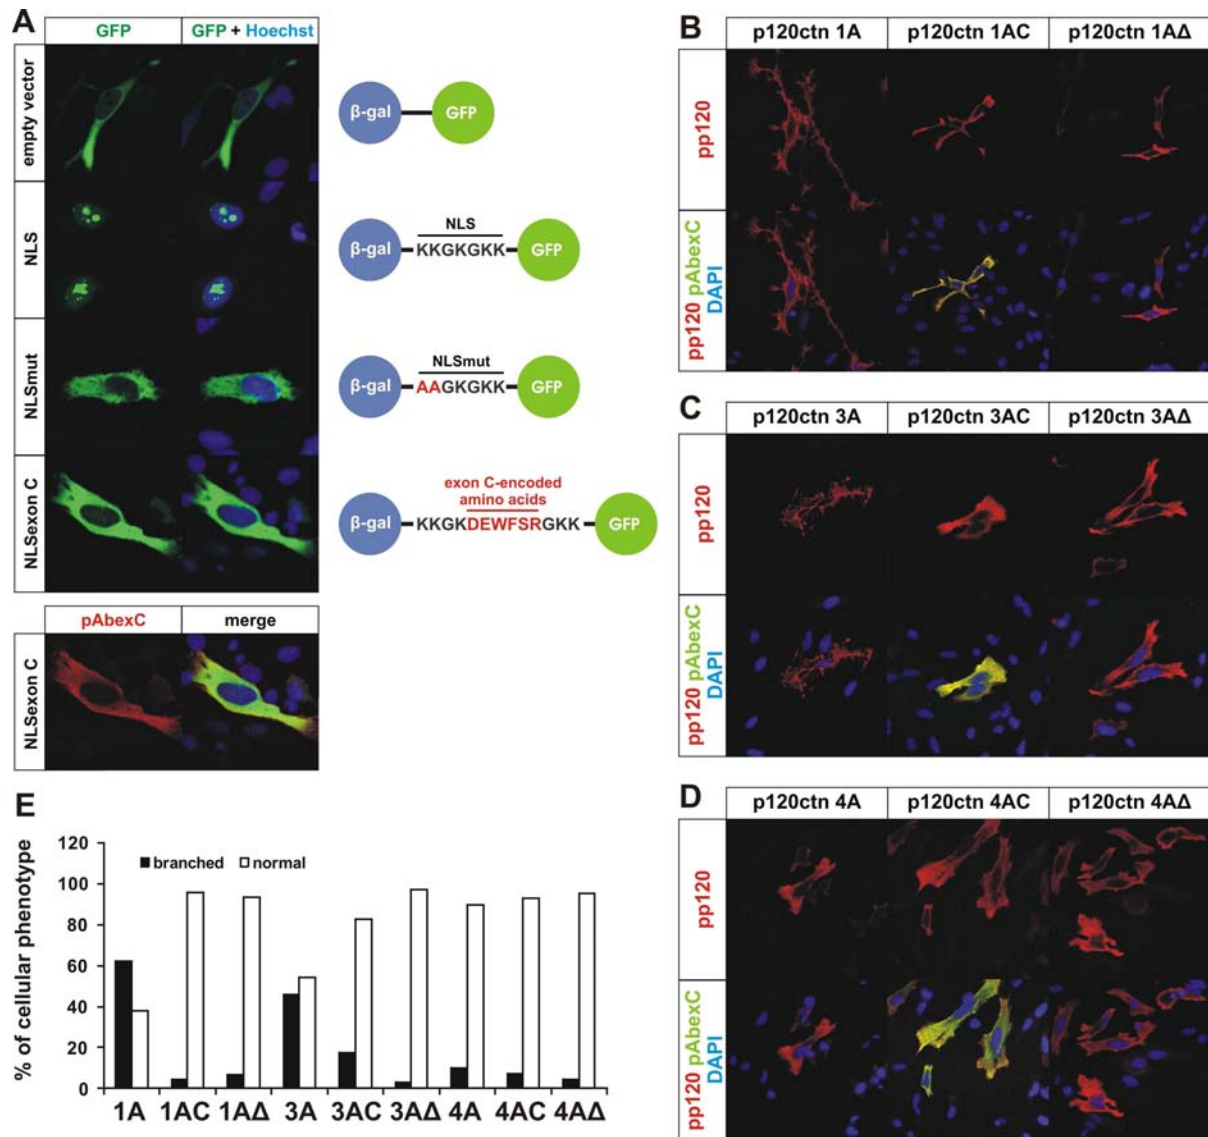 A
GFP
GFP + Hoechst
empty vector
β-gal
GFP
NLS
NLS
β-gal
KKGKGKK
GFP
NLSmut
NLSmut
β-gal
AAGKGKK
GFP
NLSexon C
exon C-encoded
amino acids
β-gal
KKGKDEWFSRGKK
GFP
pAbexC
merge
NLSexon C
B
p120ctn 1A
p120ctn 1AC
p120ctn 1AΔ
pp120
pp120 pAbexC
DAPI
C
p120ctn 3A
p120ctn 3AC
p120ctn 3AΔ
pp120
pp120 pAbexC
DAPI
D
p120ctn 4A
p120ctn 4AC
p120ctn 4AΔ
pp120
pp120 pAbexC
DAPI
E
% of cellular phenotype
120
100
80
60
40
20
0
branched
normal
1A 1AC 1AΔ 3A 3AC 3AΔ 4A 4AC 4AΔ